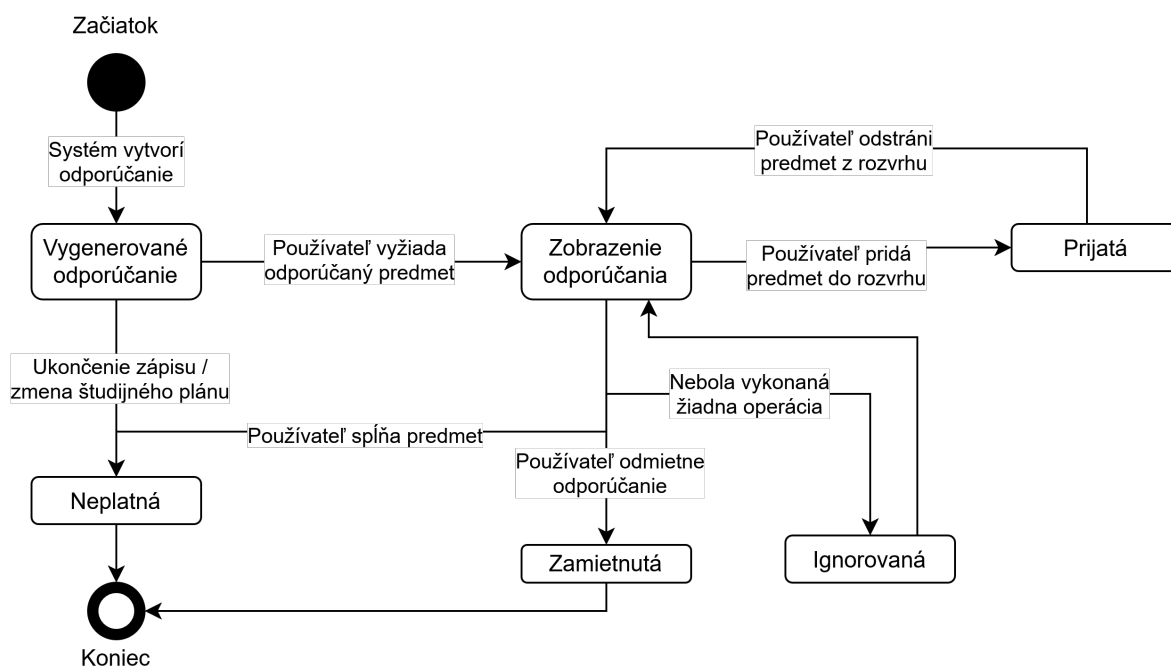 Začiatok
Systém vytvorí
odporúčanie
Používateľ odstráni
predmet z rozvrhu
Vygenerované
odporúčanie
Používateľ vyžiada
odporúčaný predmet
Zobrazenie
odporúčania
Používateľ pridá
predmet do rozvrhu
Prijatá
Ukončenie zápisu /
zmena študijného plánu
Nebola vykonaná
žiadna operácia
Používateľ spĺňa predmet
Používateľ odmietne
odporúčanie
Neplatná
Zamietnutá
Ignorovaná
Koniec